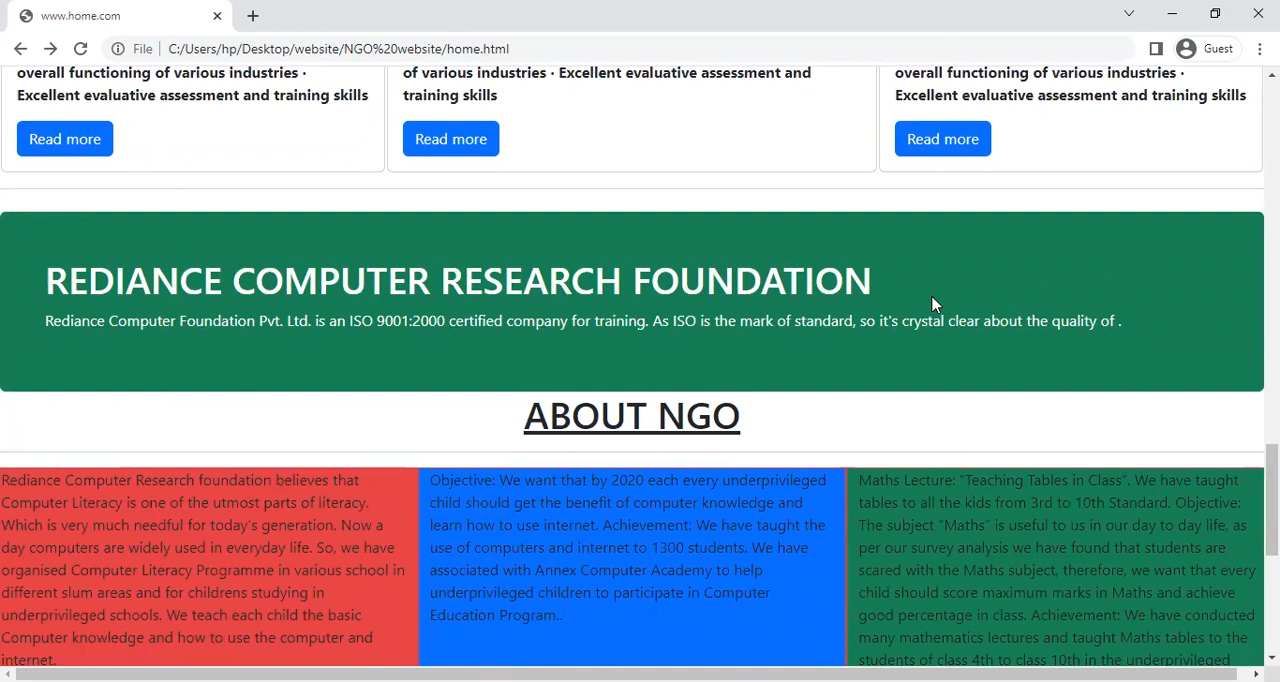 www.home.com
File
C:/Users/hp/Desktop/website/NGO%20website/home.html
Guest
overall functioning of various industries ·
Excellent evaluative assessment and training skills
Read more
of various industries · Excellent evaluative assessment and
training skills
Read more
overall functioning of various industries ·
Excellent evaluative assessment and training skills
Read more
REDIANCE COMPUTER RESEARCH FOUNDATION
Rediance Computer Foundation Pvt. Ltd. is an ISO 9001:2000 certified company for training. As ISO is the mark of standard, so it's crystal clear about the quality of .
ABOUT NGO
Rediance Computer Research foundation believes that
Computer Literacy is one of the utmost parts of literacy.
Which is very much needful for today's generation. Now a
day computers are widely used in everyday life. So, we have
organised Computer Literacy Programme in various school in
different slum areas and for childrens studying in
underprivileged schools. We teach each child the basic
Computer knowledge and how to use the computer and
internet.
Objective: We want that by 2020 each every underprivileged
child should get the benefit of computer knowledge and
learn how to use internet. Achievement: We have taught the
use of computers and internet to 1300 students. We have
associated with Annex Computer Academy to help
underprivileged children to participate in Computer
Education Program..
Maths Lecture: “Teaching Tables in Class”. We have taught
tables to all the kids from 3rd to 10th Standard. Objective:
The subject “Maths” is useful to us in our day to day life, as
per our survey analysis we have found that students are
scared with the Maths subject, therefore, we want that every
child should score maximum marks in Maths and achieve
good percentage in class. Achievement: We have conducted
many mathematics lectures and taught Maths tables to the
students of class 4th to class 10th in the underprivileged